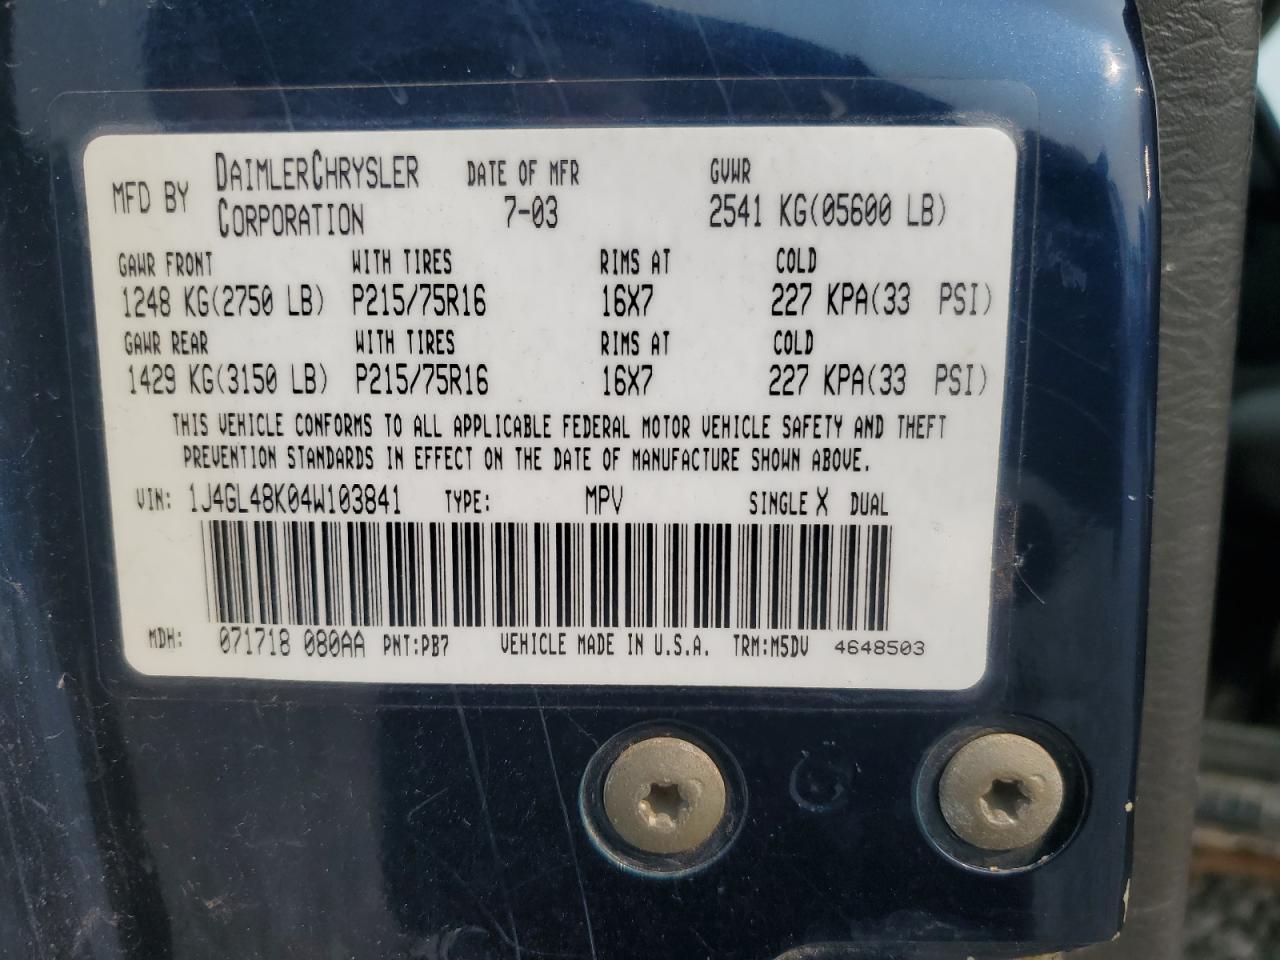 MFD BY DAIMLERCHRYSLER CORPORATION DATE OF MFR 7-03 GVWR 2541 KG(05600 LB)
GAWR FRONT WITH TIRES RIMS AT COLD
1248 KG(2750 LB) P215/75R16 16X7 227 KPA(33 PSI)
GAWR REAR WITH TIRES RIMS AT COLD
1429 KG(3150 LB) P215/75R16 16X7 227 KPA(33 PSI)
THIS VEHICLE CONFORMS TO ALL APPLICABLE FEDERAL MOTOR VEHICLE SAFETY AND THEFT
PREVENTION STANDARDS IN EFFECT ON THE DATE OF MANUFACTURE SHOWN ABOVE.
VIN: 1J4GL48K04W103841 TYPE: MPV SINGLE X DUAL
MDH: 071718 080AA PNT:PB7 VEHICLE MADE IN U.S.A. TRM:M5DV 4648503